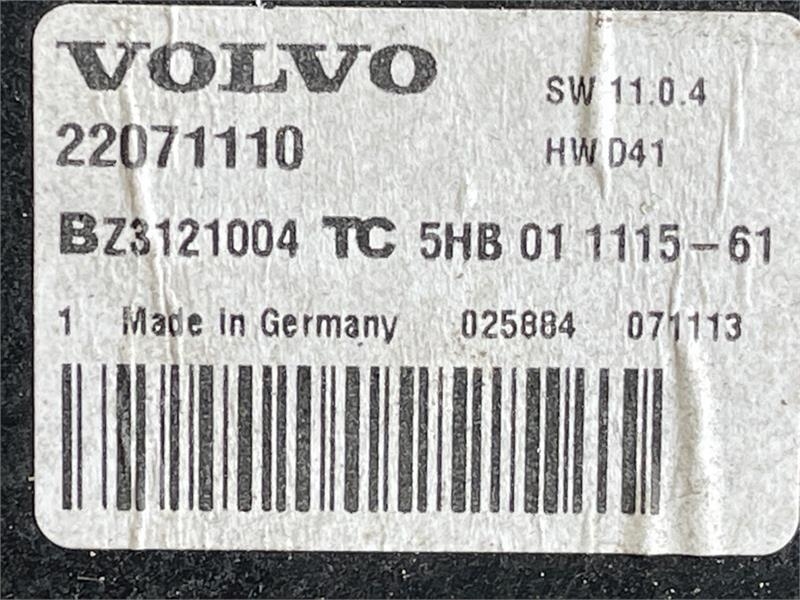 VOLVO
SW 11.0.4
22071110
HW D41
BZ3121004 TC 5HB 01 1115-61
1 Made in Germany 025884 071113